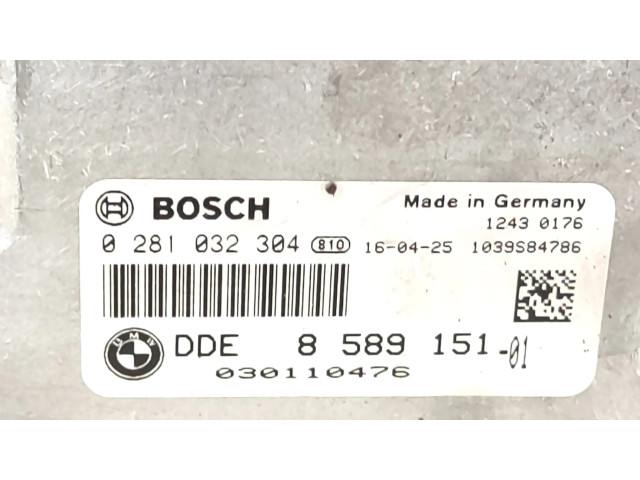 BOSCH Made in Germany
1243 0176
0 281 032 304 810 16-04-25 1039S84786
BMW DDE 8 589 151-01
030110476